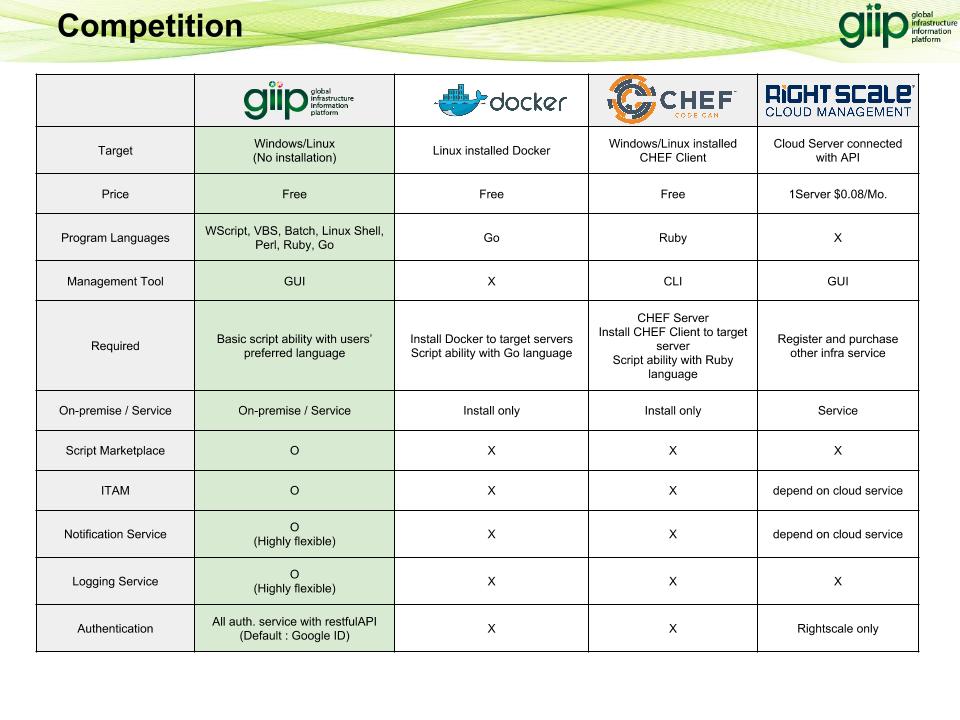 Competition
giip global
infrastructure
information
platform
giip global
infrastructure
information
platform
docker
CHEF™
CODE CAN
RIGHT SCALE
CLOUD MANAGEMENT
Target
Windows/Linux
(No installation)
Linux installed Docker
Windows/Linux installed
CHEF Client
Cloud Server connected
with API
Price
Free
Free
Free
1Server $0.08/Mo.
Program Languages
WScript, VBS, Batch, Linux Shell,
Perl, Ruby, Go
Go
Ruby
X
Management Tool
GUI
X
CLI
GUI
Required
Basic script ability with users’
preferred language
Install Docker to target servers
Script ability with Go language
CHEF Server
Install CHEF Client to target
server
Script ability with Ruby
language
Register and purchase
other infra service
On-premise / Service
On-premise / Service
Install only
Install only
Service
Script Marketplace
O
X
X
X
ITAM
O
X
X
depend on cloud service
Notification Service
O
(Highly flexible)
X
X
depend on cloud service
Logging Service
O
(Highly flexible)
X
X
X
Authentication
All auth. service with restfulAPI
(Default : Google ID)
X
X
Rightscale only